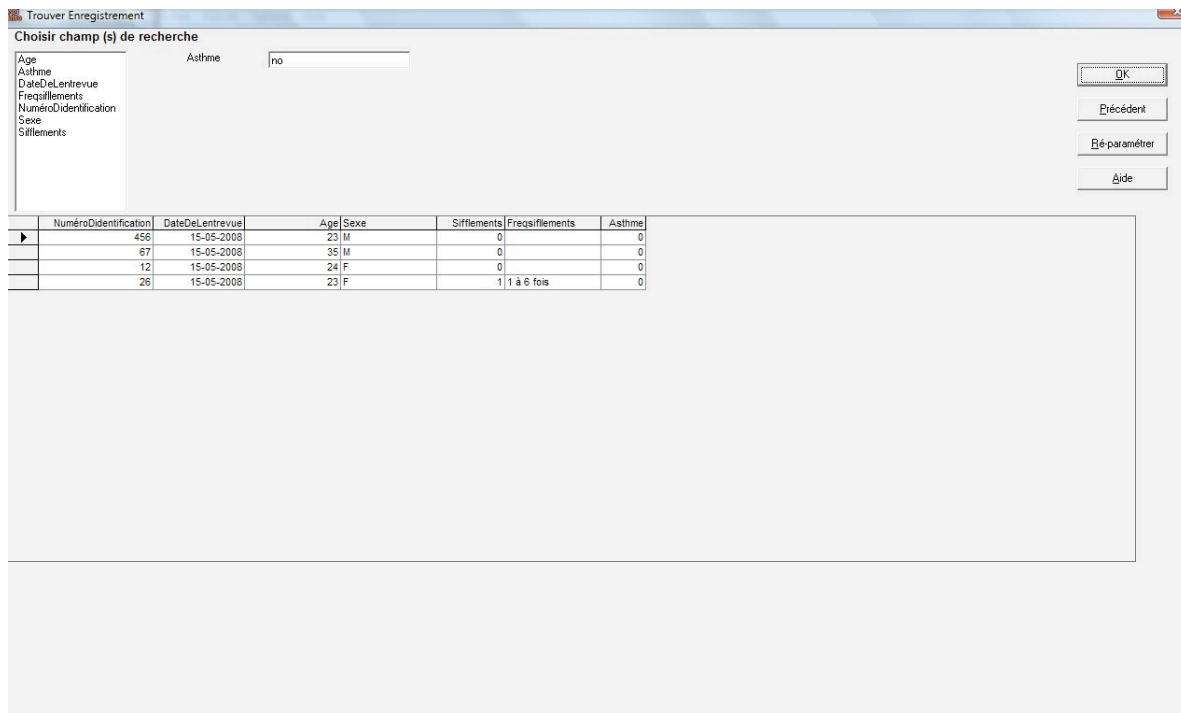 Trouver Enregistrement
Choisir champ (s) de recherche
Age
Asthme
DateDeLentrevue
Freqsifllements
NuméroDidentification
Sexe
Sifflements
Asthme no
OK
Précédent
Ré-paramétrer
Aide
NuméroDidentification DateDeLentrevue Age Sexe Sifflements Freqsifllements Asthme
456 15-05-2008 23 M 0 0
67 15-05-2008 35 M 0 0
12 15-05-2008 24 F 0 0
26 15-05-2008 23 F 1 1 à 6 fois 0